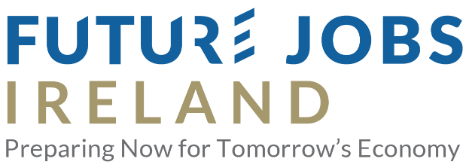 FUTURE JOBS
IRELAND
Preparing Now for Tomorrow's Economy